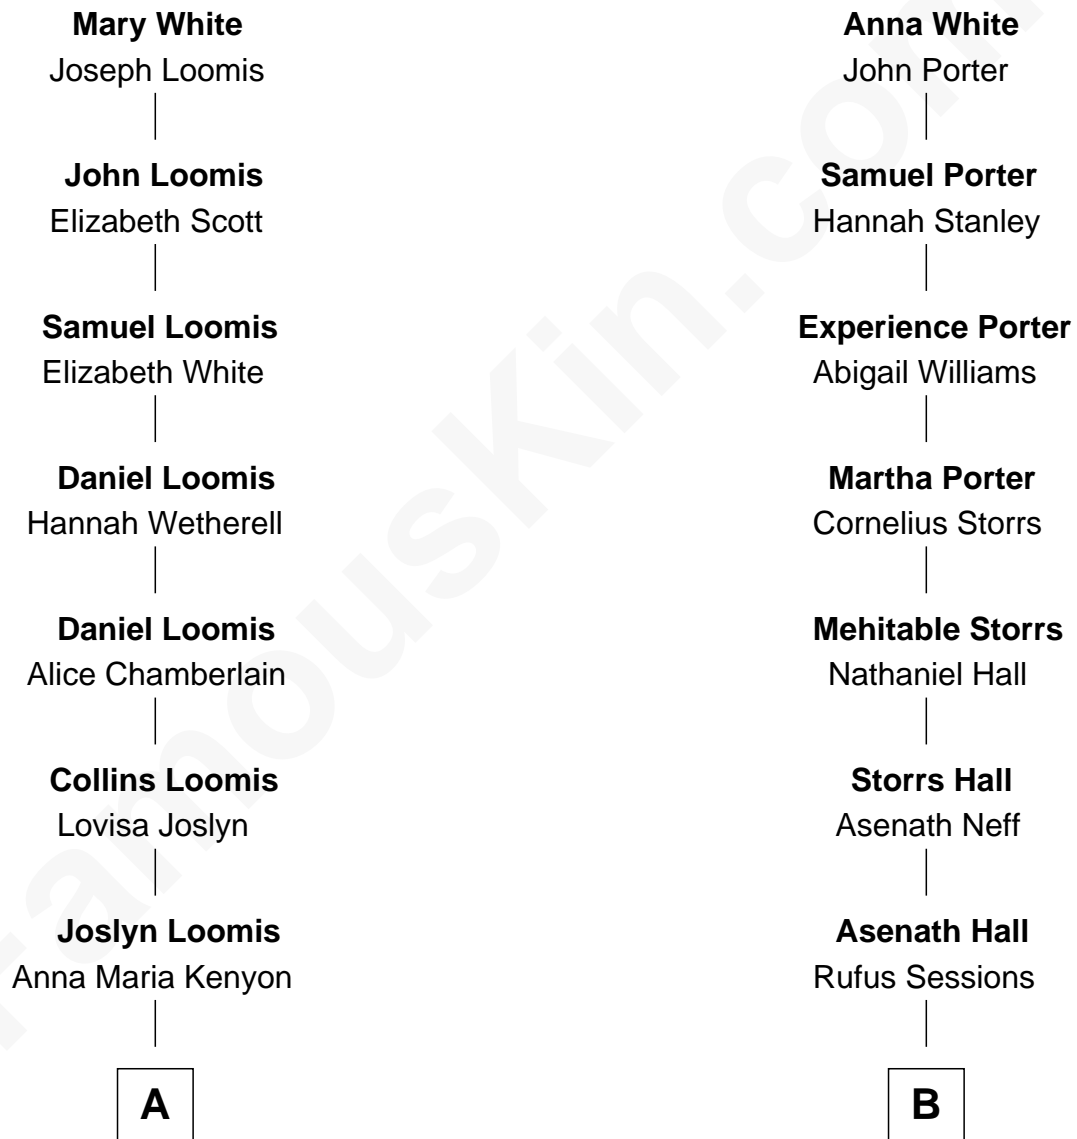 Mary White
Joseph Loomis
John Loomis
Elizabeth Scott
Samuel Loomis
Elizabeth White
Daniel Loomis
Hannah Wetherell
Daniel Loomis
Alice Chamberlain
Collins Loomis
Lovisa Joslyn
Joslyn Loomis
Anna Maria Kenyon
A
Anna White
John Porter
Samuel Porter
Hannah Stanley
Experience Porter
Abigail Williams
Martha Porter
Cornelius Storrs
Mehitable Storrs
Nathaniel Hall
Storrs Hall
Asenath Neff
Asenath Hall
Rufus Sessions
B
FamousKin.com